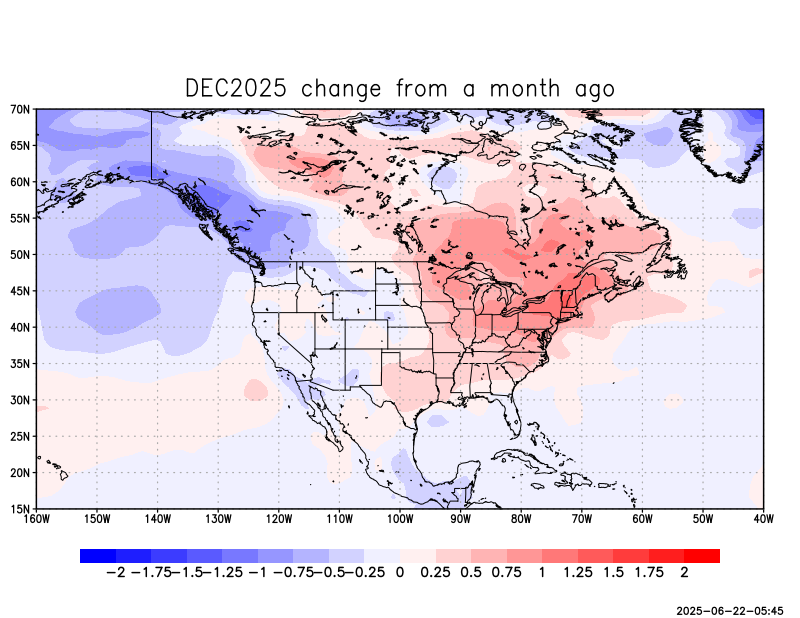 DEC2025 change from a month ago
70N
65N
60N
55N
50N
45N
40N
35N
30N
25N
20N
15N
160W 150W 140W 130W 120W 110W 100W 90W 80W 70W 60W 50W 40W
-2 -1.75-1.5-1.25 -1 -0.75-0.5-0.25 0 0.25 0.5 0.75 1 1.25 1.5 1.75 2
2025-06-22-05:45